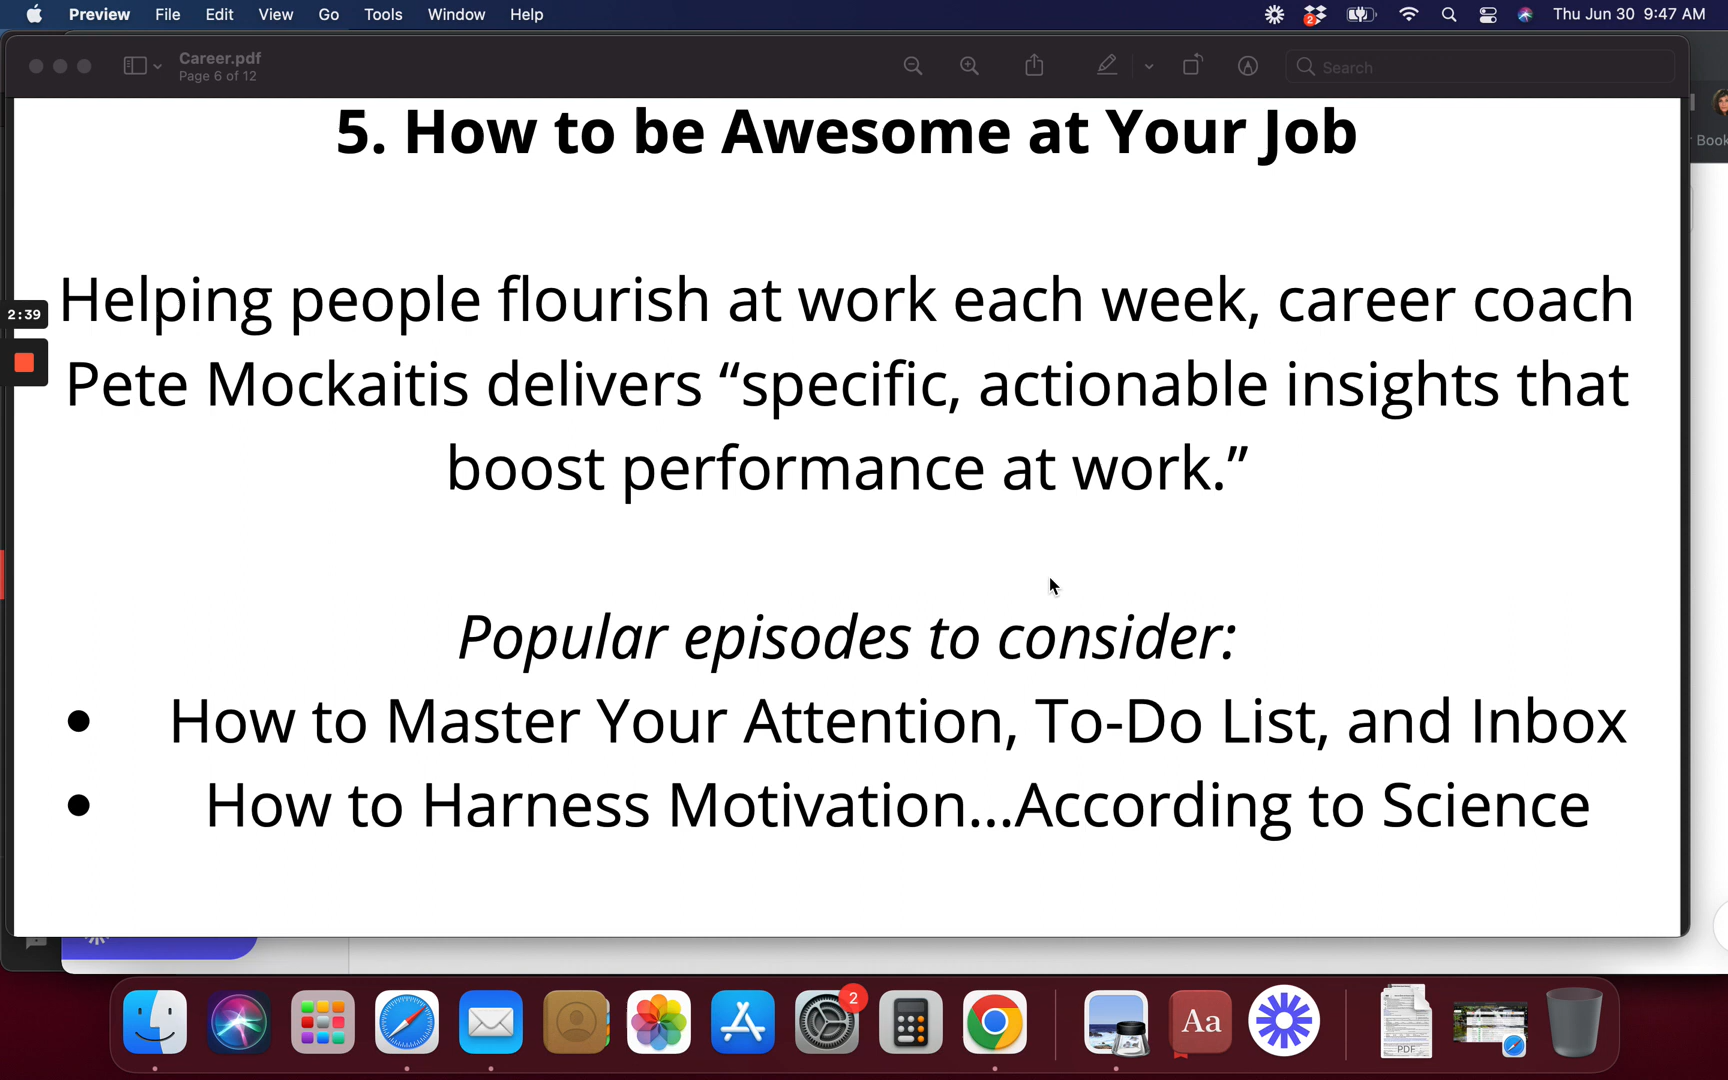 Preview File Edit View Go Tools Window Help
2
Thu Jun 30 9:47 AM
Career.pdf
Page 6 of 12
Search
Book
5. How to be Awesome at Your Job
Helping people flourish at work each week, career coach
Pete Mockaitis delivers “specific, actionable insights that
boost performance at work.”
2:39
Popular episodes to consider:
• How to Master Your Attention, To-Do List, and Inbox
• How to Harness Motivation...According to Science
2
Aa
PDF